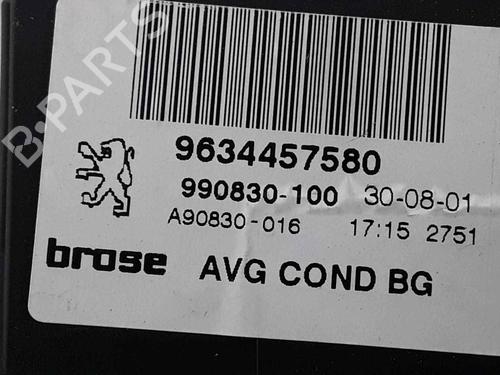 B-PARTS
9634457580
990830-100 30-08-01
A90830-016 17:15 2751
brose AVG COND BG